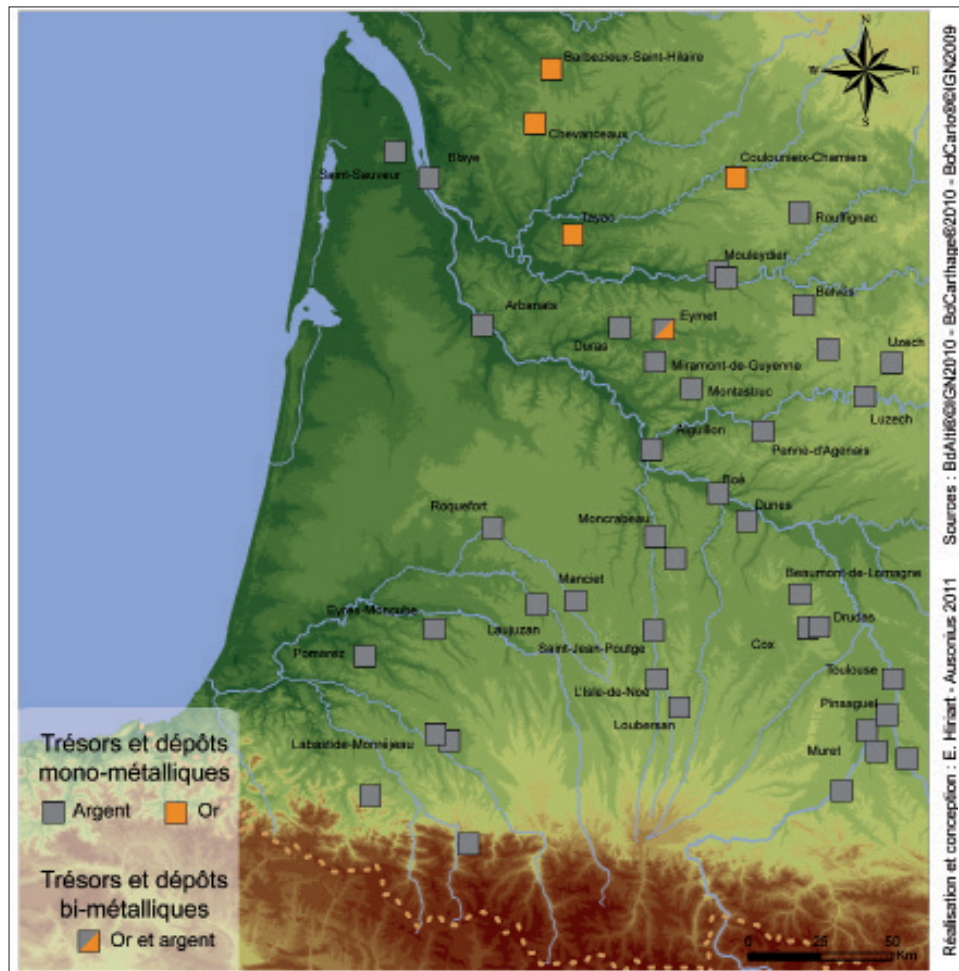 N
W E
S
Barbezieux-Saint-Hilaire
Chevanceaux
Coulounieix-Chamiers
Saint-Sauveur
Blaye
Rouffignac
Tayac
Mouleydier
Belvès
Arbanats
Eymet
Duras
Uzech
Miramont-de-Guyenne
Montastruc
Luzech
Aiguillon
Penne-d'Agenais
Boé
Dunes
Roquefort
Moncrabeau
Beaumont-de-Lomagne
Manciet
Eyres-Moncube
Laujuzan
Drudas
Cox
Saint-Jean-Poutge
Pomarez
Toulouse
L'Isle-de-Noé
Pinsaguel
Loubersan
Muret
Labastide-Monréjeau
Trésors et dépôts
mono-métalliques
Argent
Or
Trésors et dépôts
bi-métalliques
Or et argent
0 25 50
Km
Réalisation et conception : E. Hiriart - Ausonius 2011 Sources : BdAlti®©IGN2010 - BdCarthage®2010 - BdCarto®©IGN2009